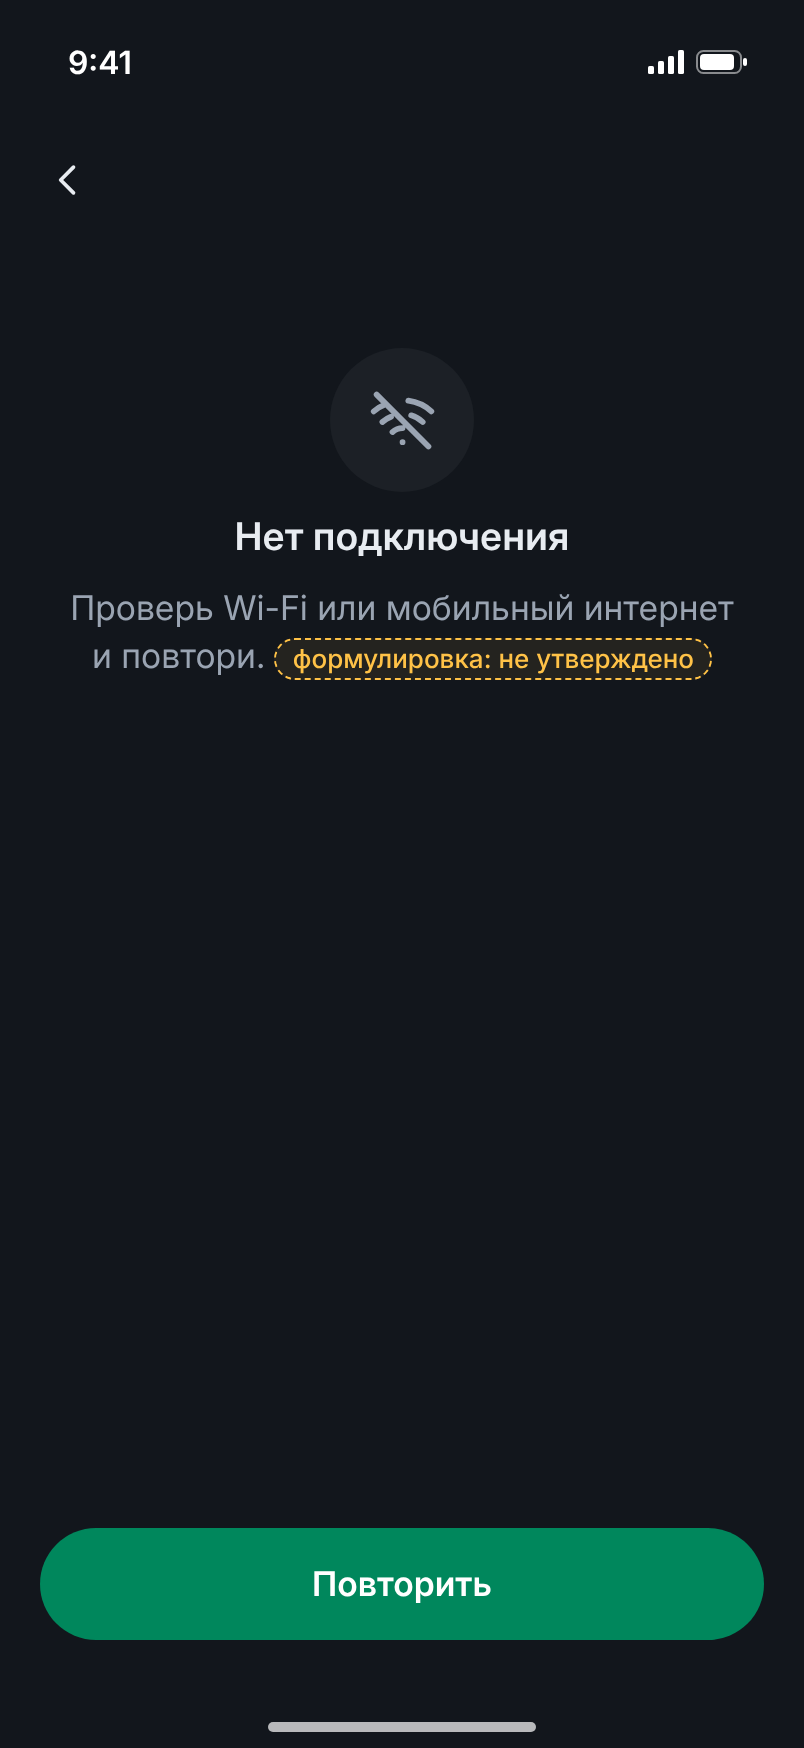 9:41
Нет подключения
Проверь Wi-Fi или мобильный интернет
и повтори. формулировка: не утверждено
Повторить